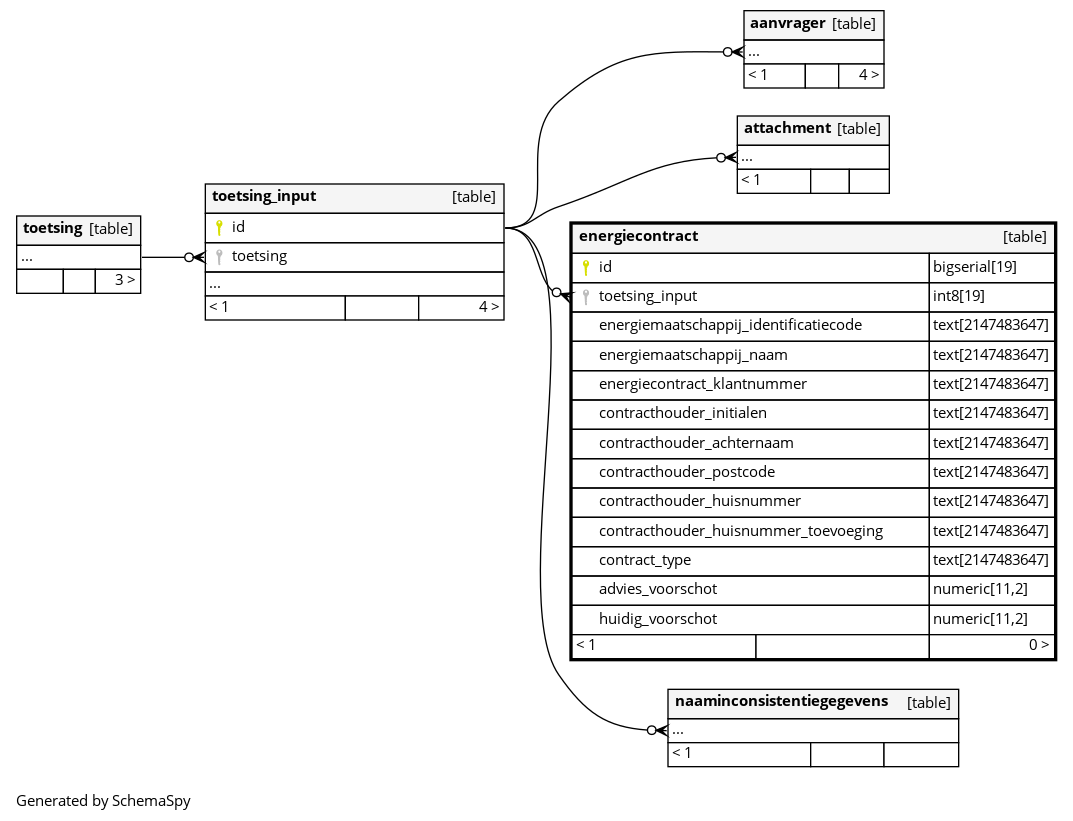 aanvrager [table]
...
< 1 4 >
attachment [table]
...
< 1
toetsing_input [table]
id
toetsing
...
< 1 4 >
toetsing [table]
...
3 >
energiecontract [table]
id bigserial[19]
toetsing_input int8[19]
energiemaatschappij_identificatiecode text[2147483647]
energiemaatschappij_naam text[2147483647]
energiecontract_klantnummer text[2147483647]
contracthouder_initialen text[2147483647]
contracthouder_achternaam text[2147483647]
contracthouder_postcode text[2147483647]
contracthouder_huisnummer text[2147483647]
contracthouder_huisnummer_toevoeging text[2147483647]
contract_type text[2147483647]
advies_voorschot numeric[11,2]
huidig_voorschot numeric[11,2]
< 1 0 >
naaminconsistentiegegevens [table]
...
< 1
Generated by SchemaSpy